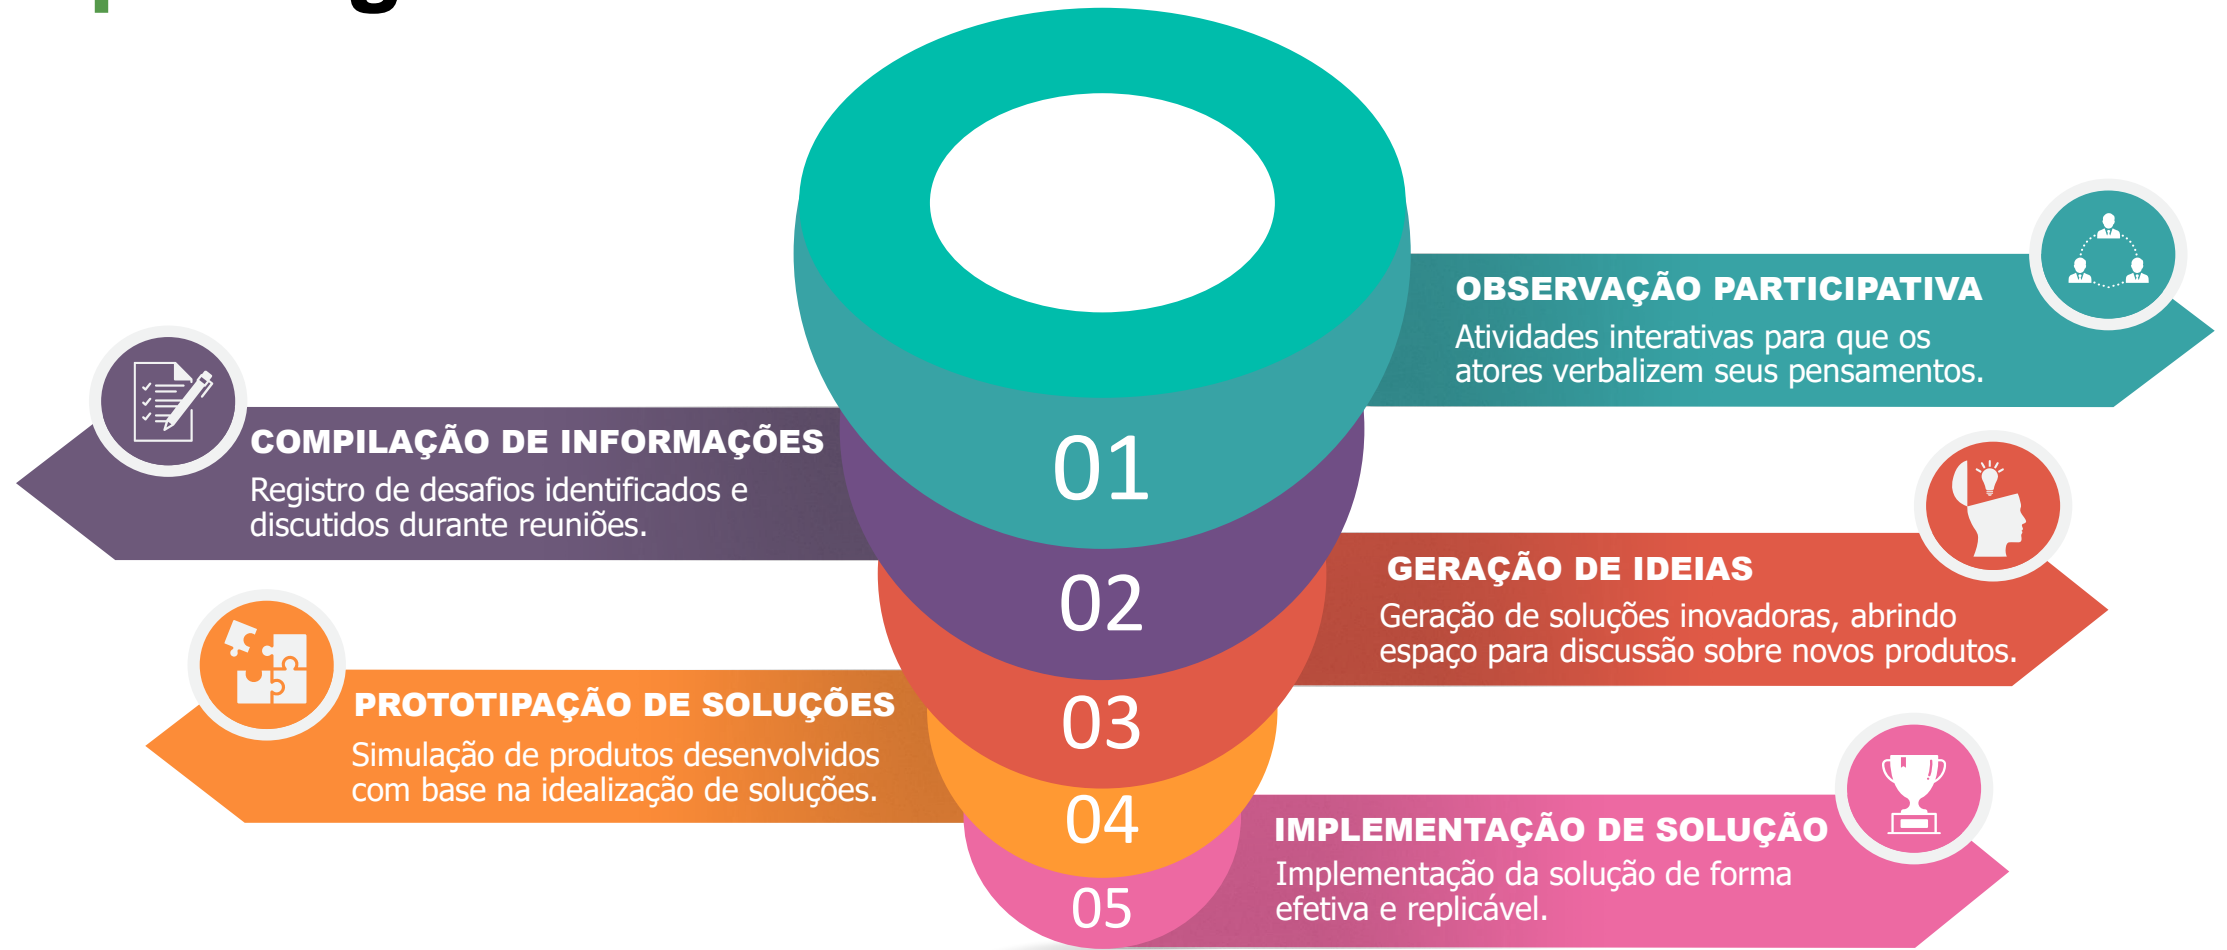 OBSERVAÇÃO PARTICIPATIVA
Atividades interativas para que os
atores verbalizem seus pensamentos.
01
COMPILAÇÃO DE INFORMAÇÕES
Registro de desafios identificados e
discutidos durante reuniões.
02
GERAÇÃO DE IDEIAS
Geração de soluções inovadoras, abrindo
espaço para discussão sobre novos produtos.
03
PROTOTIPAÇÃO DE SOLUÇÕES
Simulação de produtos desenvolvidos
com base na idealização de soluções.
04
IMPLEMENTAÇÃO DE SOLUÇÃO
Implementação da solução de forma
efetiva e replicável.
05